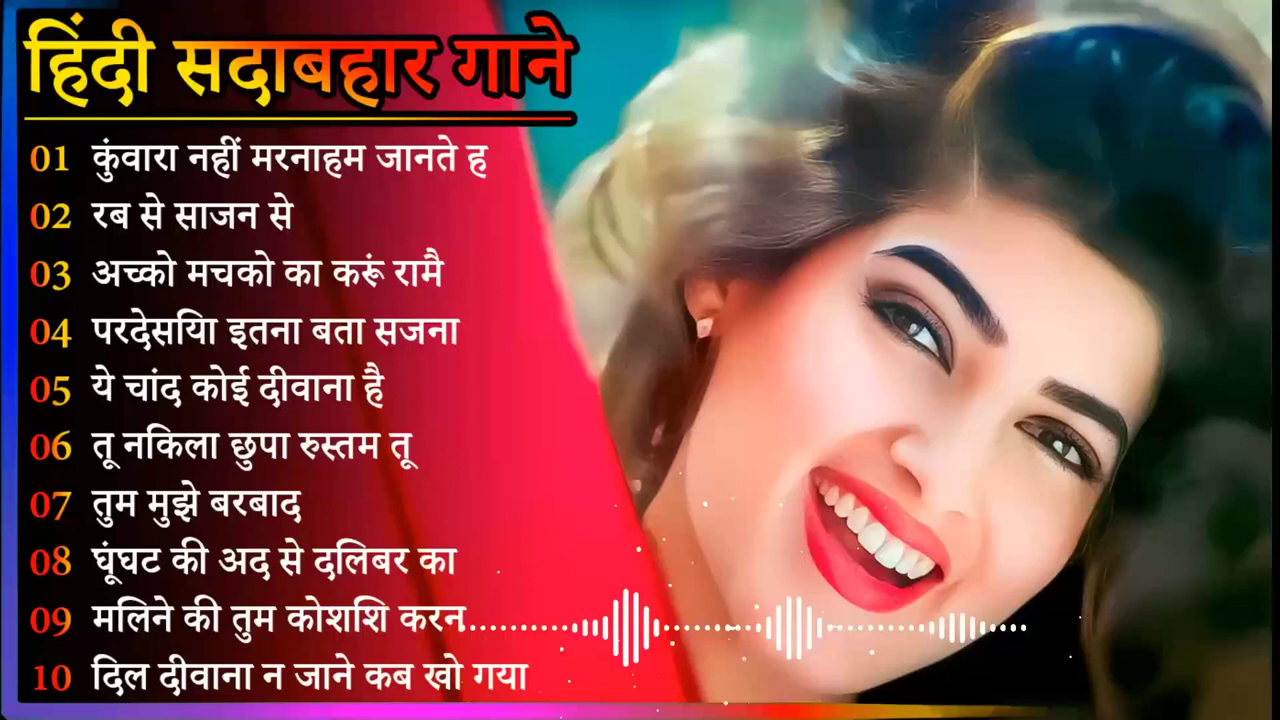 हिंदी सदाबहार गाने
01 कुंवारा नहीं मरनाहम जानते ह
02 रब से साजन से
03 अच्को मचको का करूं रामै
04 परदेसयिा इतना बता सजना
05 ये चांद कोई दीवाना है
06 तू नकिला छुपा रुस्तम तू
07 तुम मुझे बरबाद
08 घूंघट की अद से दलिबर का
09 मलिने की तुम कोशशि करन
10 दिल दीवाना न जाने कब खो गया